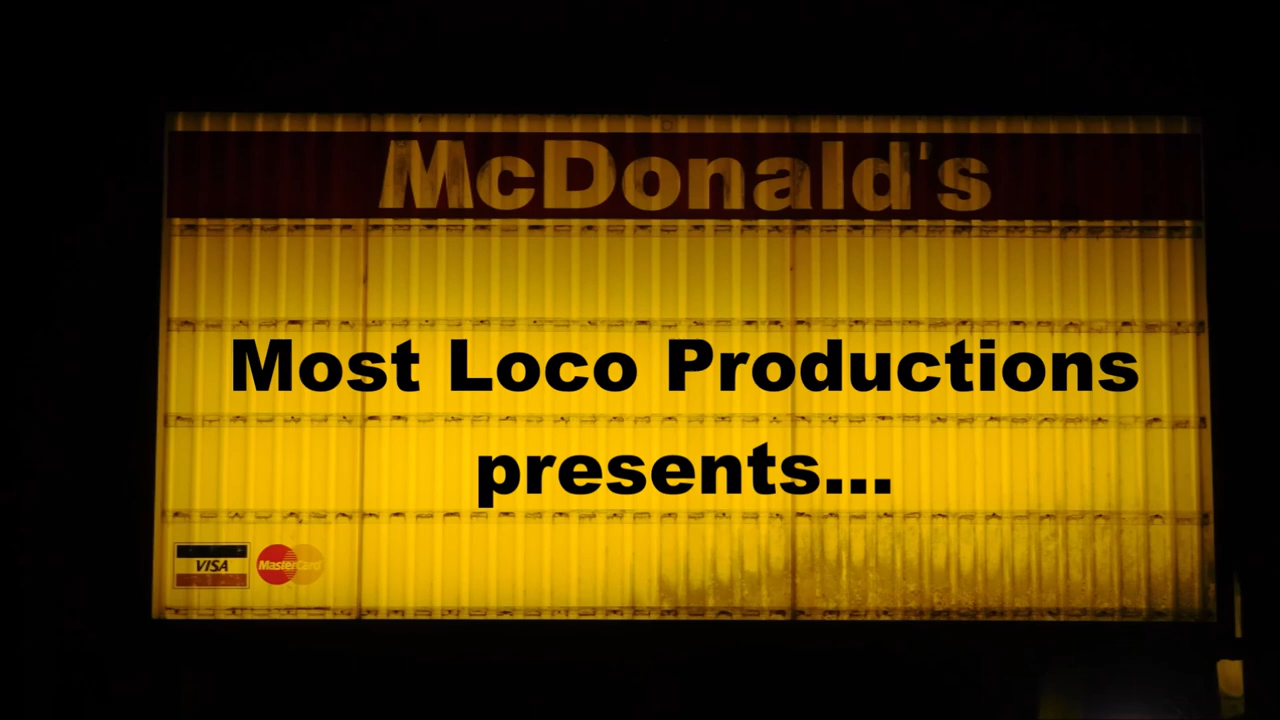 McDonald's
Most Loco Productions
presents...
VISA
MasterCard